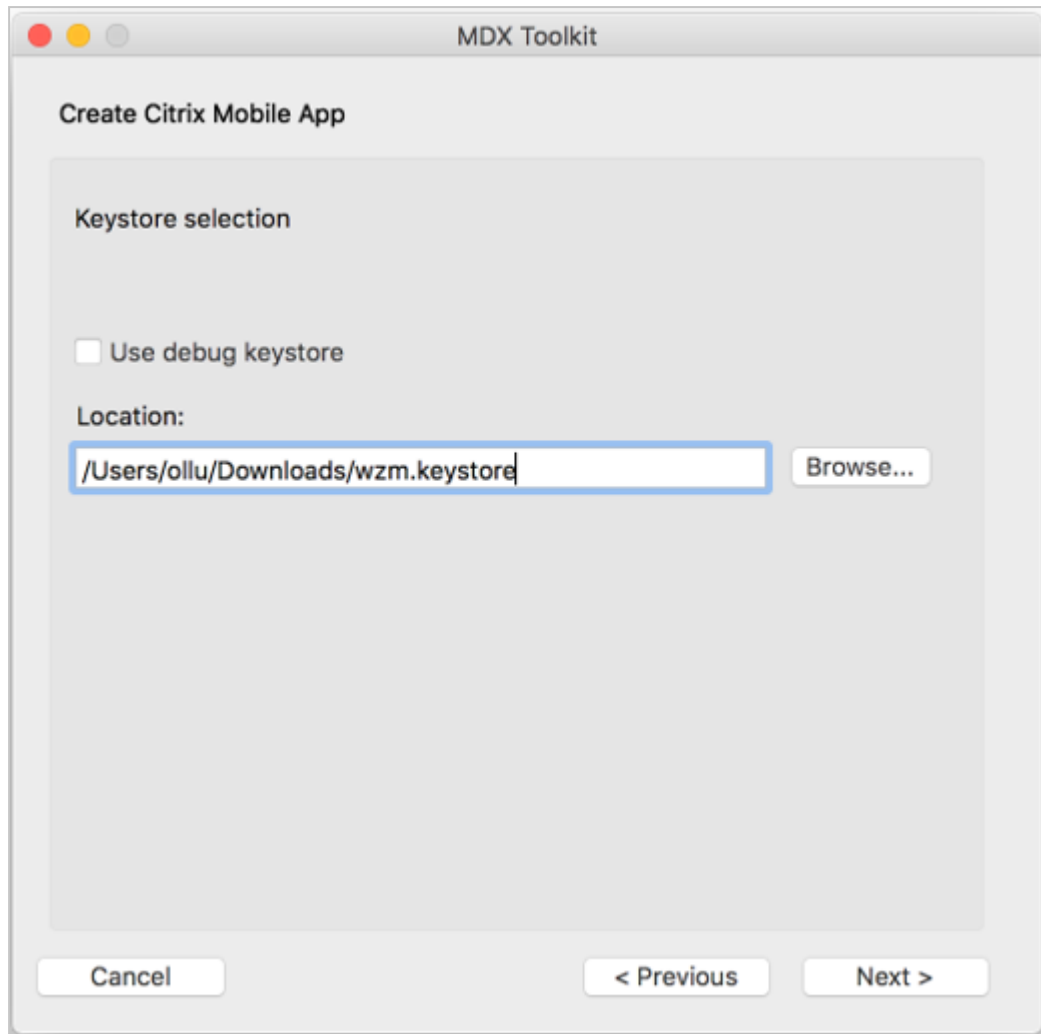 MDX Toolkit
Create Citrix Mobile App
Keystore selection
Use debug keystore
Location:
/Users/ollu/Downloads/wzm.keystore
Browse...
Cancel
< Previous
Next >